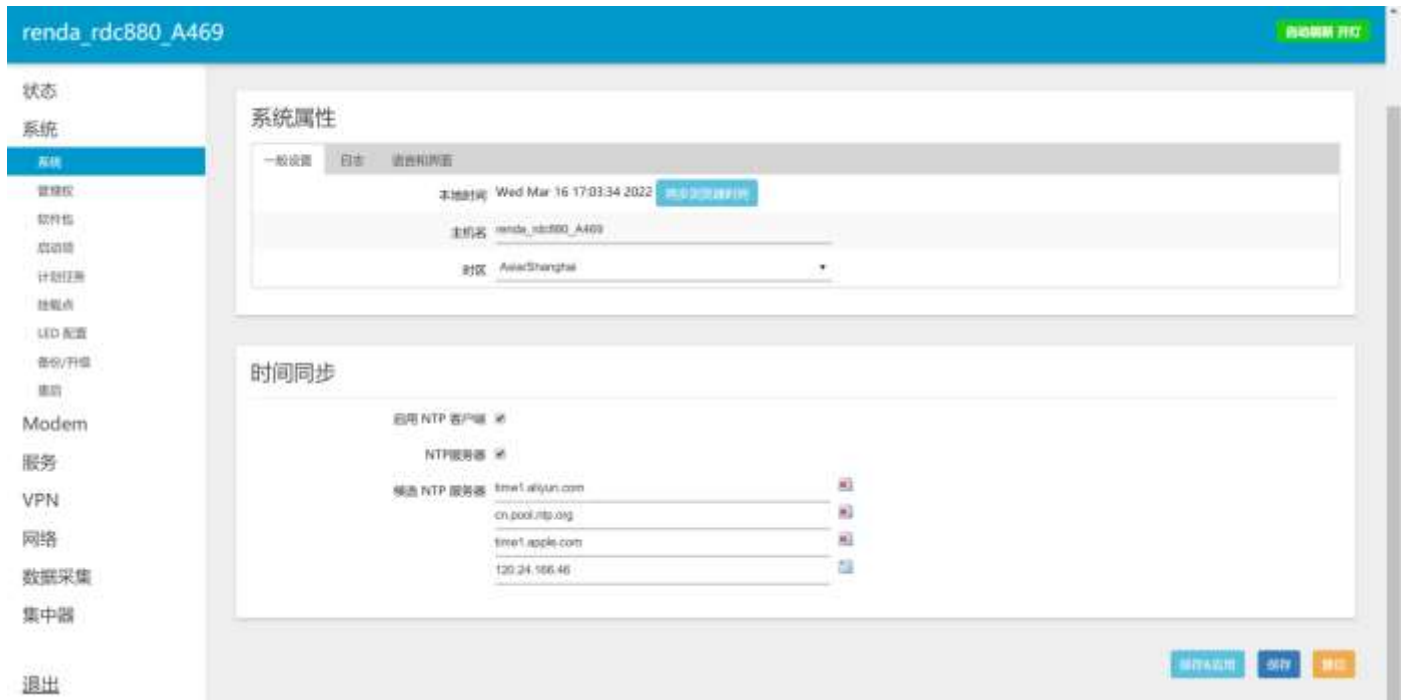 renda_rdc880_A469
自动刷新 开灯
状态
系统
系统
管理权
软件包
启动项
计划任务
挂载点
LED 配置
备份/升级
重启
Modem
服务
VPN
网络
数据采集
集中器
退出
系统属性
一般设置 日志 语言和界面
本地时间 Wed Mar 16 17:03:34 2022 同步浏览器时间
主机名 renda_rdc880_A469
时区 Asia/Shanghai
时间同步
启用 NTP 客户端
NTP服务器
候选 NTP 服务器 time1.aliyun.com
cn.pool.ntp.org
time1.apple.com
120.24.166.46
保存&应用 保存 复位